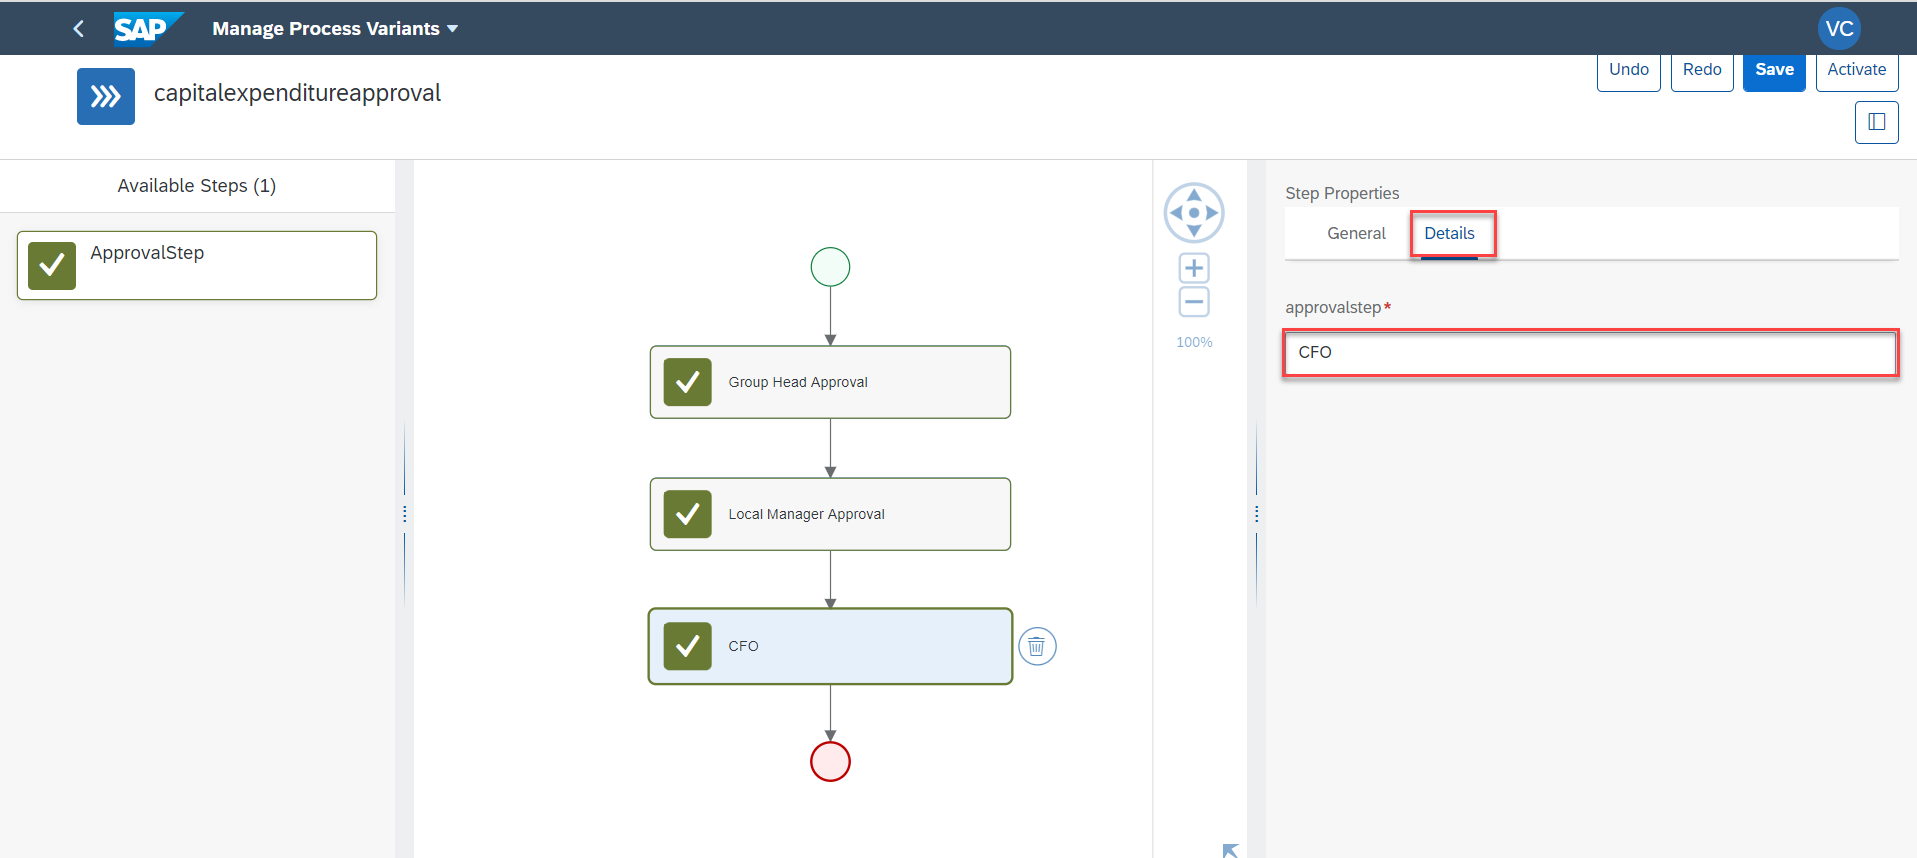 SAP Manage Process Variants
VC
capitalexpenditureapproval
Undo Redo Save Activate
Available Steps (1)
ApprovalStep
Group Head Approval
Local Manager Approval
CFO
100%
Step Properties
General Details
approvalstep*
CFO